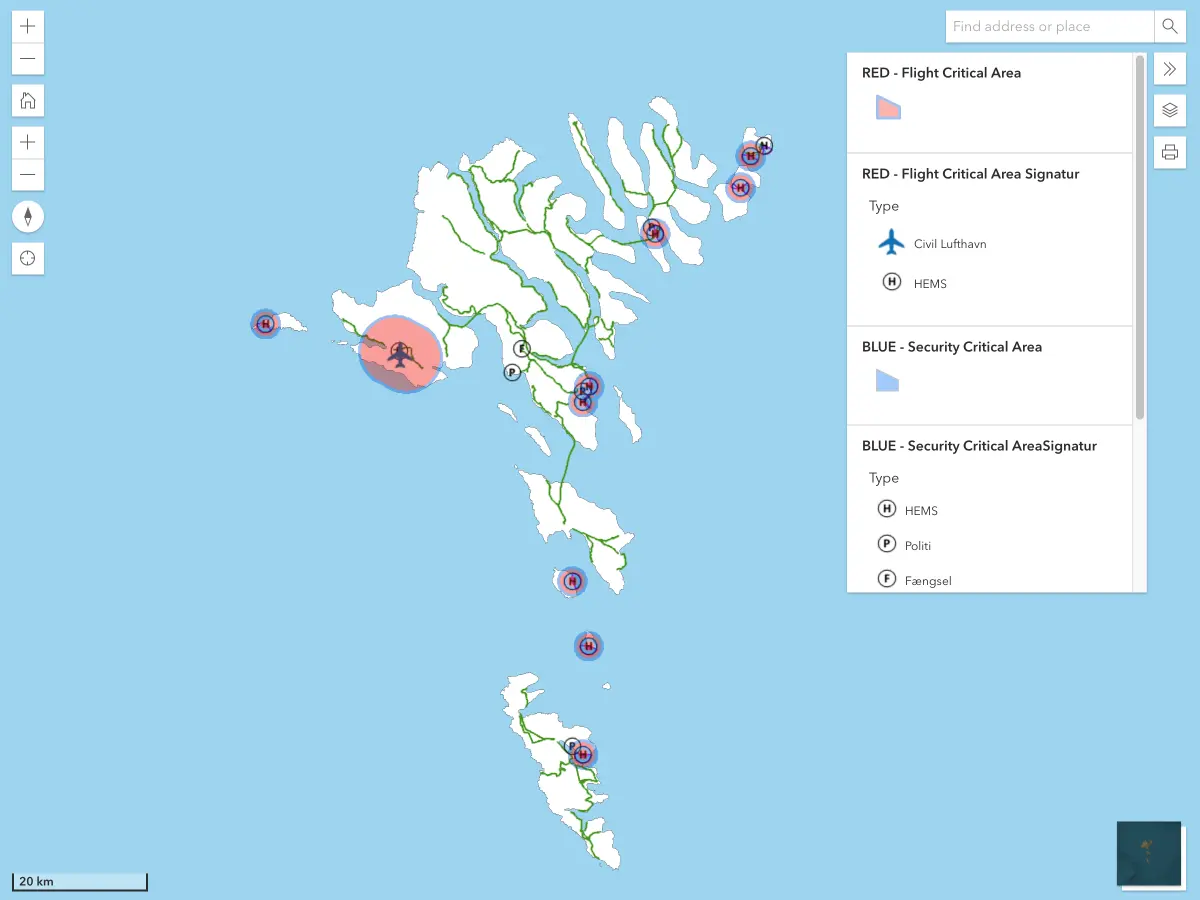 Find address or place
RED - Flight Critical Area
RED - Flight Critical Area Signatur
Type
Civil Lufthavn
H HEMS
BLUE - Security Critical Area
BLUE - Security Critical AreaSignatur
Type
H HEMS
P Politi
F Fængsel
H
H
H
P
H
H
F
P
H
P
H
H
H
P
H
20 km